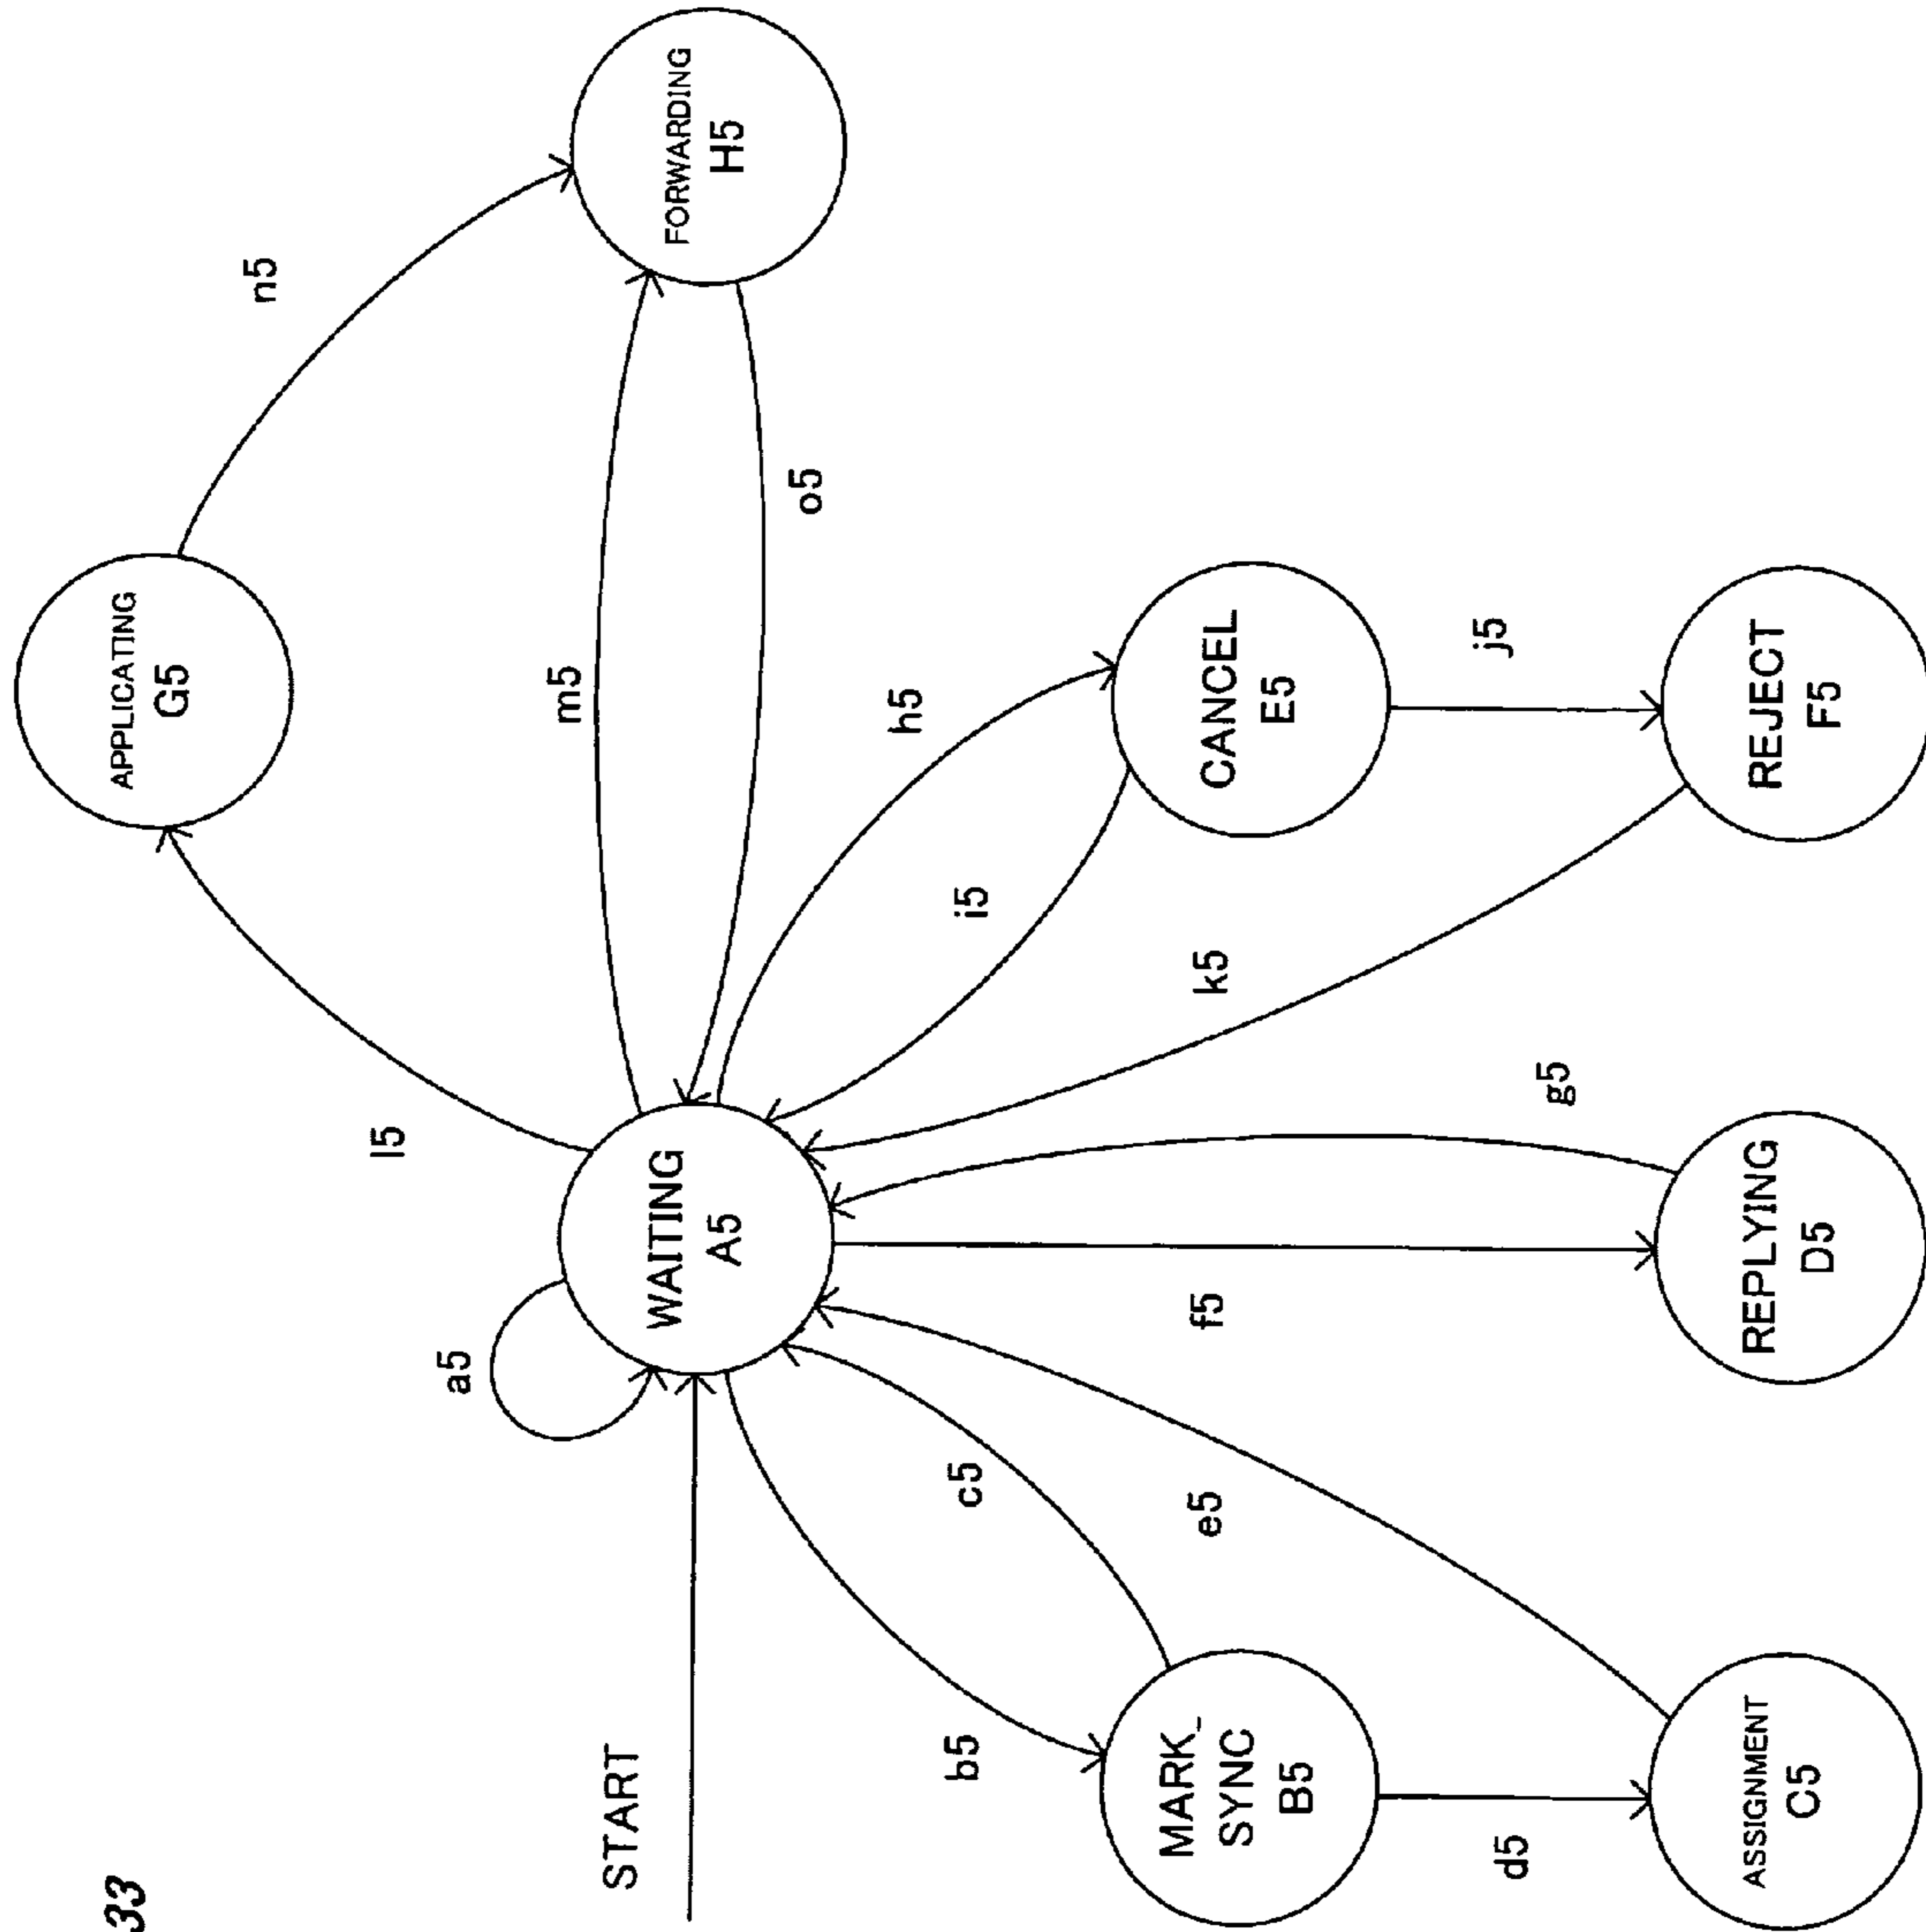 33
START
a5
WAITING
A5
l5
APPLICATING
G5
n5
m5
FORWARDING
H5
o5
h5
i5
CANCEL
E5
j5
k5
REJECT
F5
b5
c5
MARK_
SYNC
B5
d5
e5
ASSIGNMENT
C5
f5
g5
REPLYING
D5